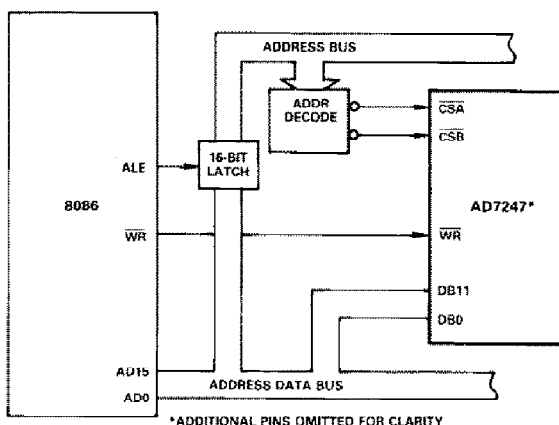 ADDRESS BUS
ADDR
DECODE
CSA
CSB
16-BIT
LATCH
ALE
8086
AD7247*
WR
WR
DB11
DB0
AD15
ADDRESS DATA BUS
AD0
*ADDITIONAL PINS OMITTED FOR CLARITY